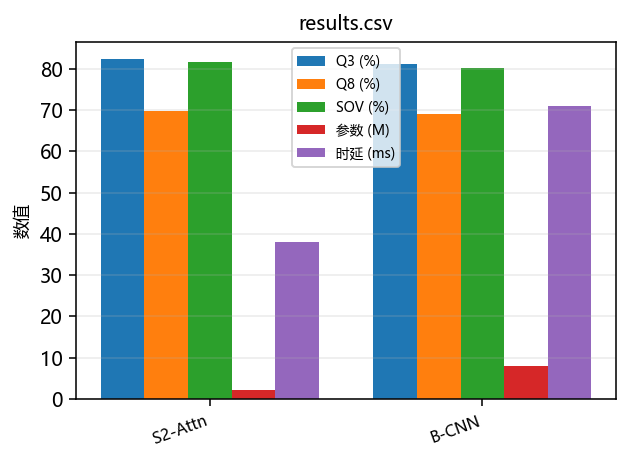 results.csv
Q3 (%)
Q8 (%)
SOV (%)
参数 (M)
时延 (ms)
数值
80
70
60
50
40
30
20
10
0
S2-Attn
B-CNN